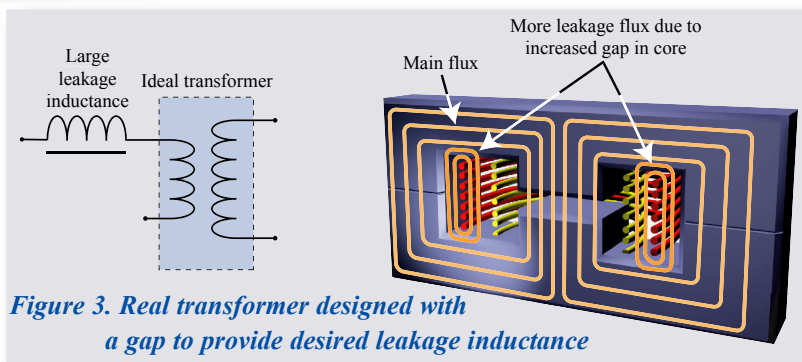 Large
leakage
inductance
Ideal transformer
Main flux
More leakage flux due to
increased gap in core
Figure 3. Real transformer designed with
a gap to provide desired leakage inductance